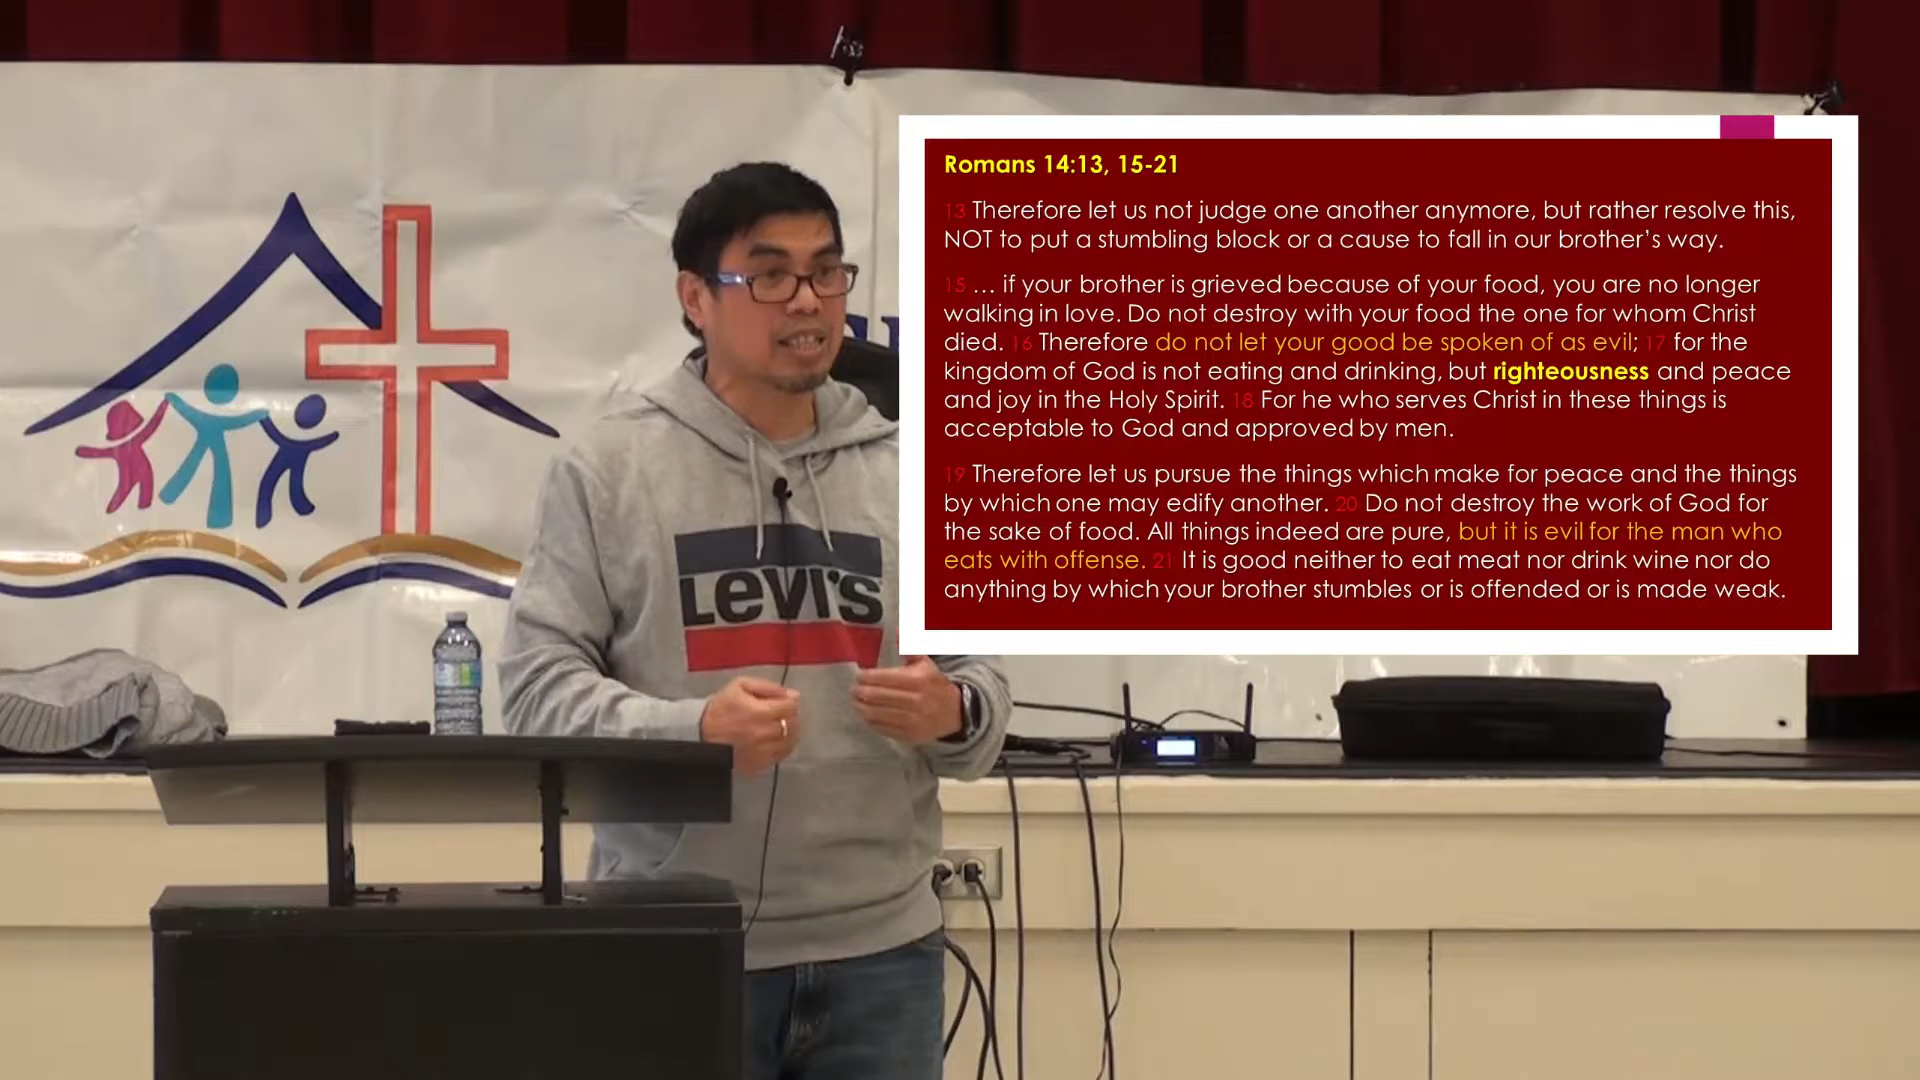 Romans 14:13, 15-21
13 Therefore let us not judge one another anymore, but rather resolve this,
NOT to put a stumbling block or a cause to fall in our brother's way.
15 ... if your brother is grieved because of your food, you are no longer
walking in love. Do not destroy with your food the one for whom Christ
died. 16 Therefore do not let your good be spoken of as evil; 17 for the
kingdom of God is not eating and drinking, but righteousness and peace
and joy in the Holy Spirit. 18 For he who serves Christ in these things is
acceptable to God and approved by men.
19 Therefore let us pursue the things which make for peace and the things
by which one may edify another. 20 Do not destroy the work of God for
the sake of food. All things indeed are pure, but it is evil for the man who
eats with offense. 21 It is good neither to eat meat nor drink wine nor do
anything by which your brother stumbles or is offended or is made weak.
LEVI'S